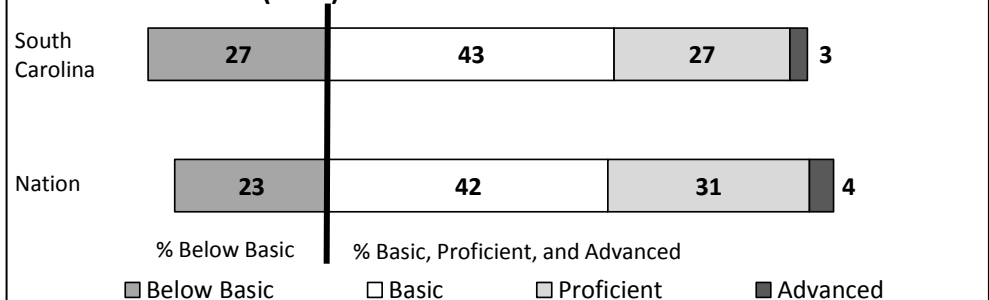 South
Carolina
27 43 27 3
Nation
23 42 31 4
% Below Basic % Basic, Proficient, and Advanced
Below Basic Basic Proficient Advanced